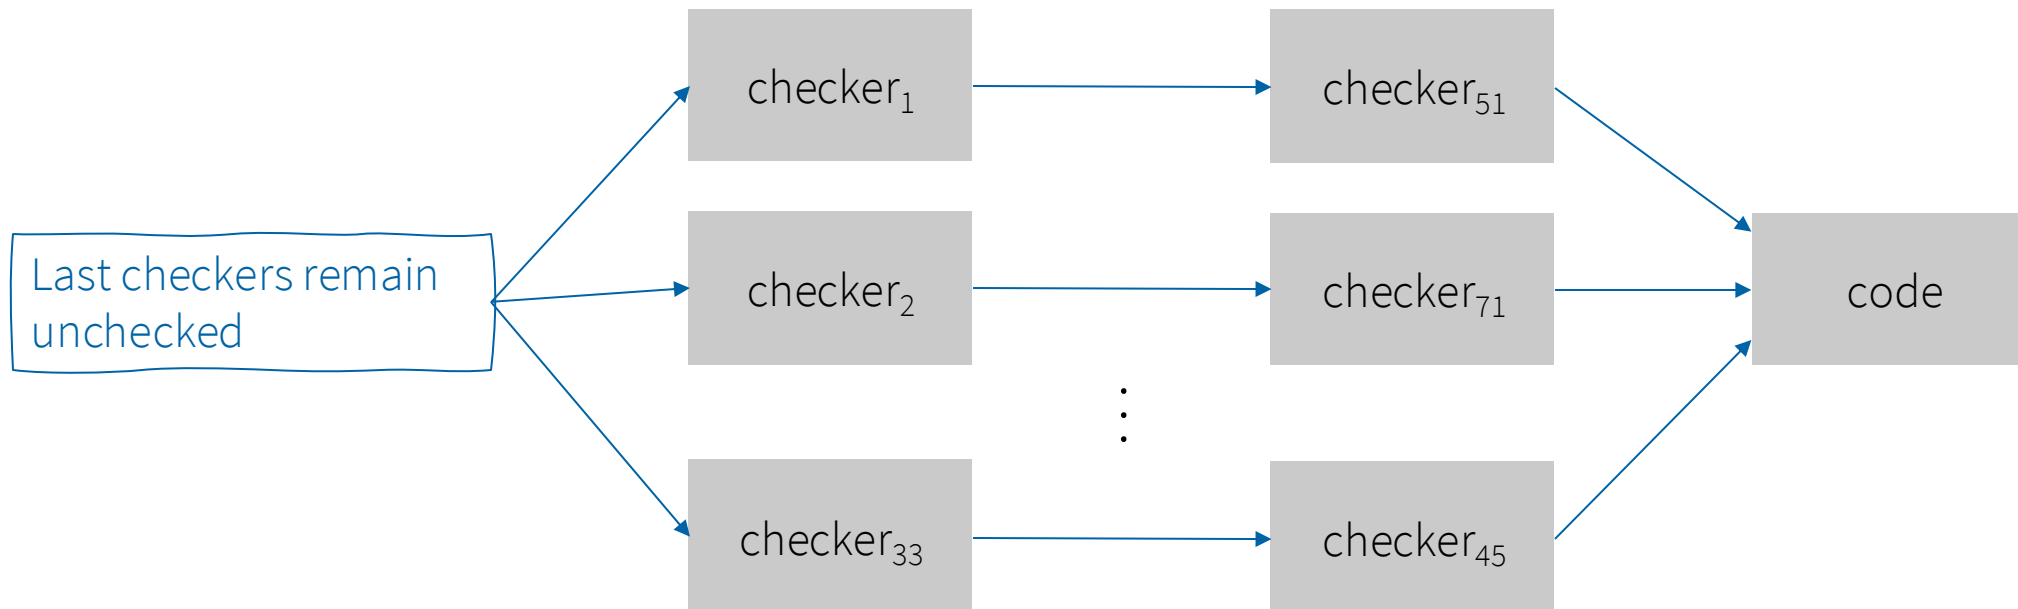 checker₁
checker₅₁
Last checkers remain
unchecked
checker₂
checker₇₁
code
⋮
checker₃₃
checker₄₅